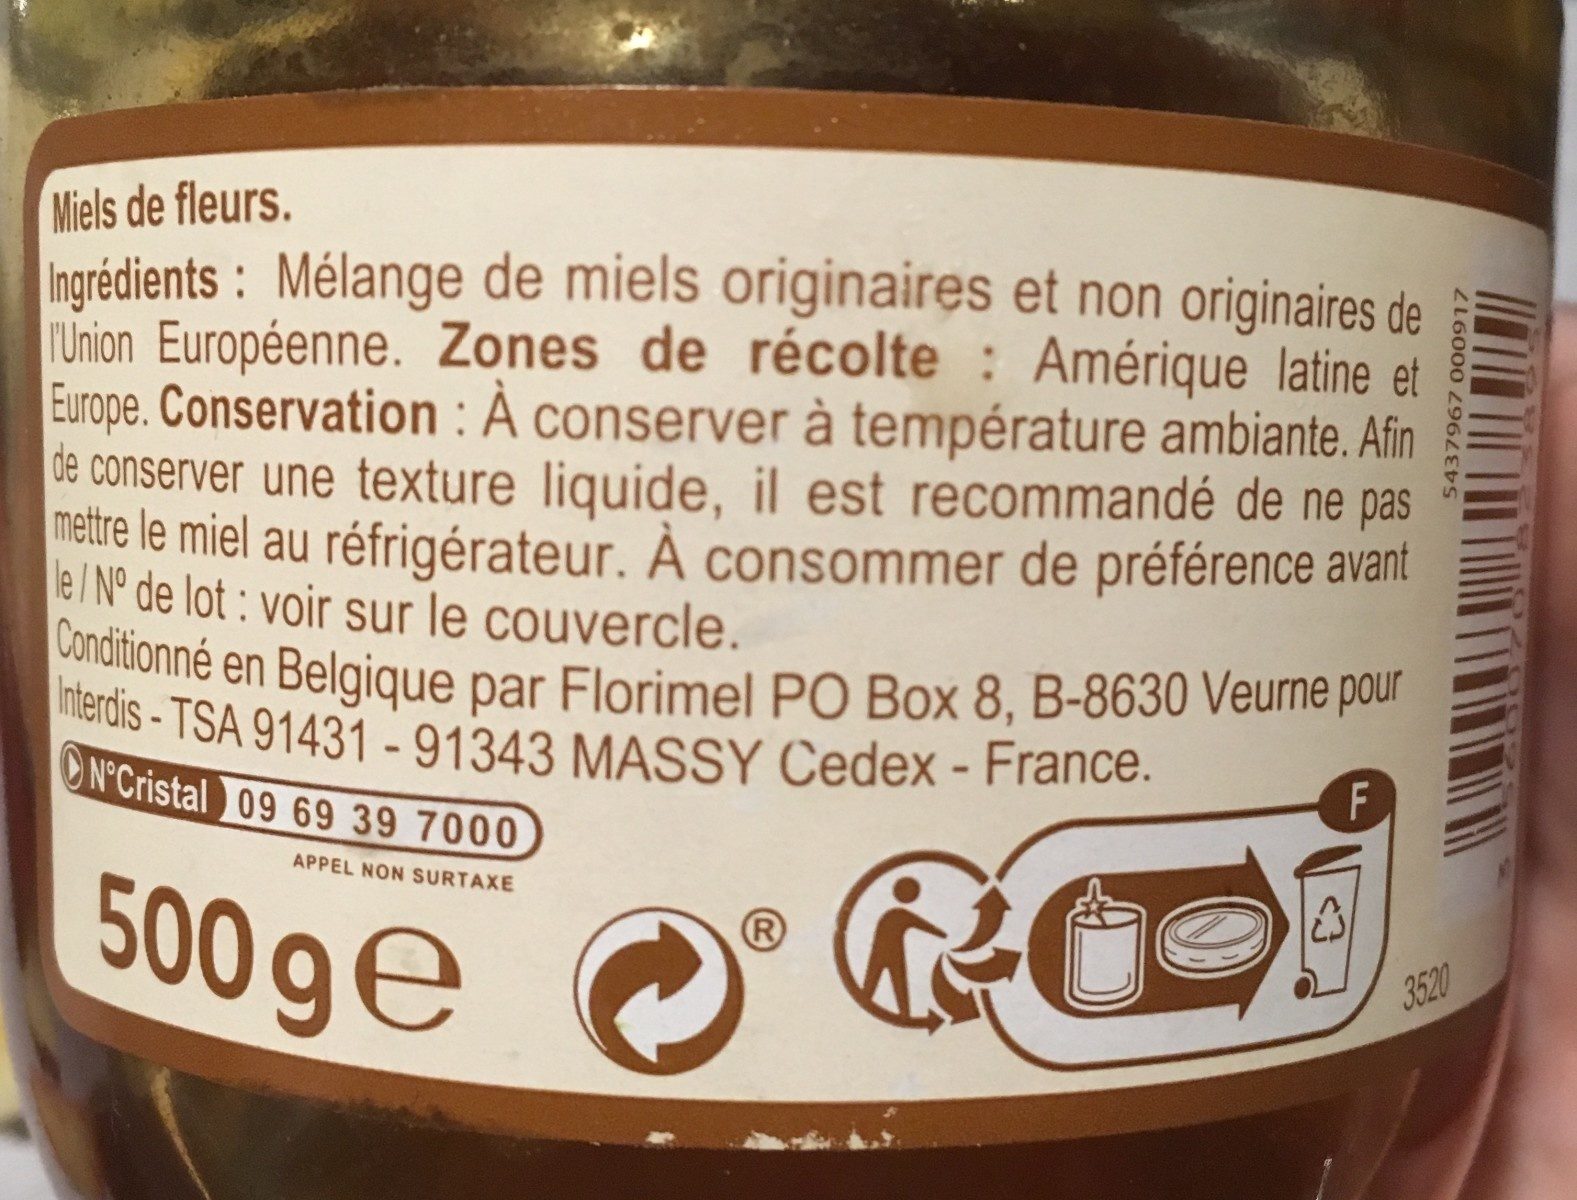 Miels de fleurs.
Ingrédients : Mélange de miels originaires et non originaires de
l'Union Européenne. Zones de récolte : Amérique latine et
Europe. Conservation : À conserver à température ambiante. Afin
de conserver une texture liquide, il est recommandé de ne pas
mettre le miel au réfrigérateur. À consommer de préférence avant
le / N° de lot : voir sur le couvercle.
Conditionné en Belgique par Florimel PO Box 8, B-8630 Veurne pour
Interdis - TSA 91431 - 91343 MASSY Cedex - France.
N°Cristal 09 69 39 7000
APPEL NON SURTAXE
500 g e
®
F
3520
5437967 000917